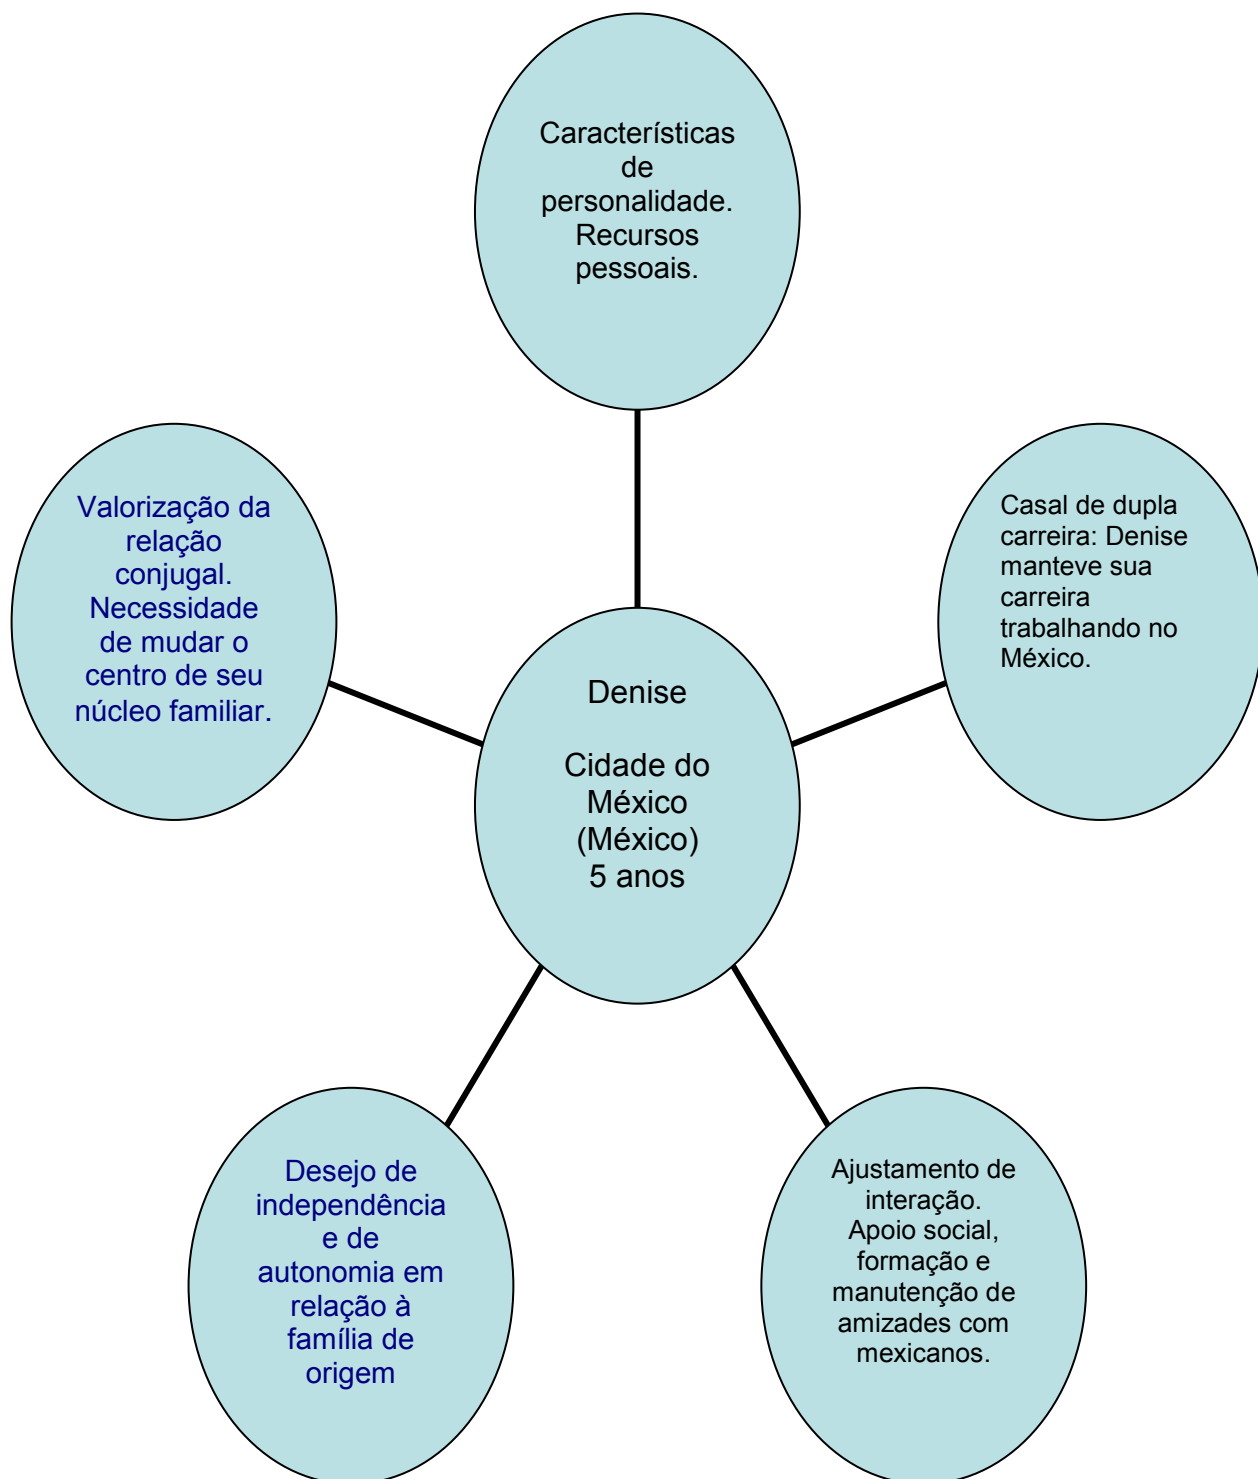 Características
de
personalidade.
Recursos
pessoais.
Valorização da
relação
conjugal.
Necessidade
de mudar o
centro de seu
núcleo familiar.
Casal de dupla
carreira: Denise
manteve sua
carreira
trabalhando no
México.
Denise
Cidade do
México
(México)
5 anos
Desejo de
independência
e de
autonomia em
relação à
família de
origem
Ajustamento de
interação.
Apoio social,
formação e
manutenção de
amizades com
mexicanos.